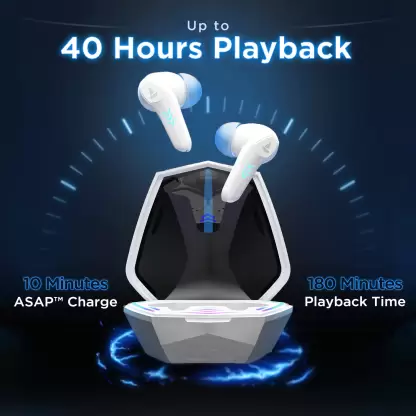 Up to
40 Hours Playback
10 Minutes
ASAP™ Charge
180 Minutes
Playback Time